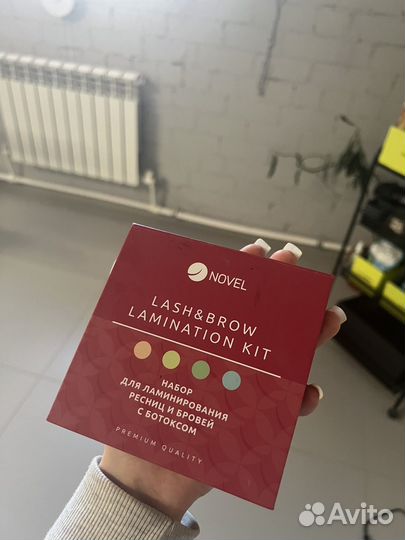 NOVEL
LASH&BROW
LAMINATION KIT
НАБОР
ДЛЯ ЛАМИНИРОВАНИЯ
РЕСНИЦ И БРОВЕЙ
С БОТОКСОМ
PREMIUM QUALITY
Avito